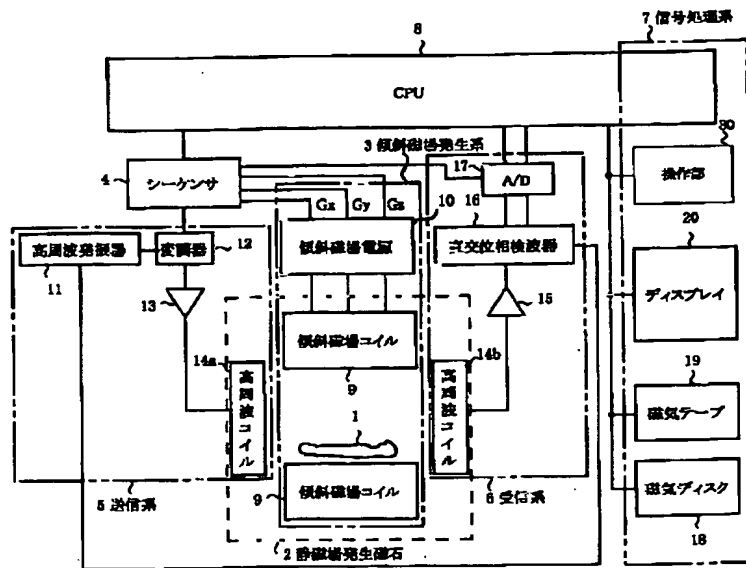 8
7 信号処理系
CPU
3 傾斜磁場発生系
30
4
シーケンサ
17
A/D
操作部
Gx
Gy
Gz
10
16
20
高周波発振器
変調器
12
傾斜磁場電源
直交位相検波器
11
13
15
ディスプレイ
14a
傾斜磁場コイル
14b
9
19
高周波コイル
高周波コイル
磁気テープ
1
9
傾斜磁場コイル
磁気ディスク
5 送信系
6 受信系
18
2 静磁場発生磁石